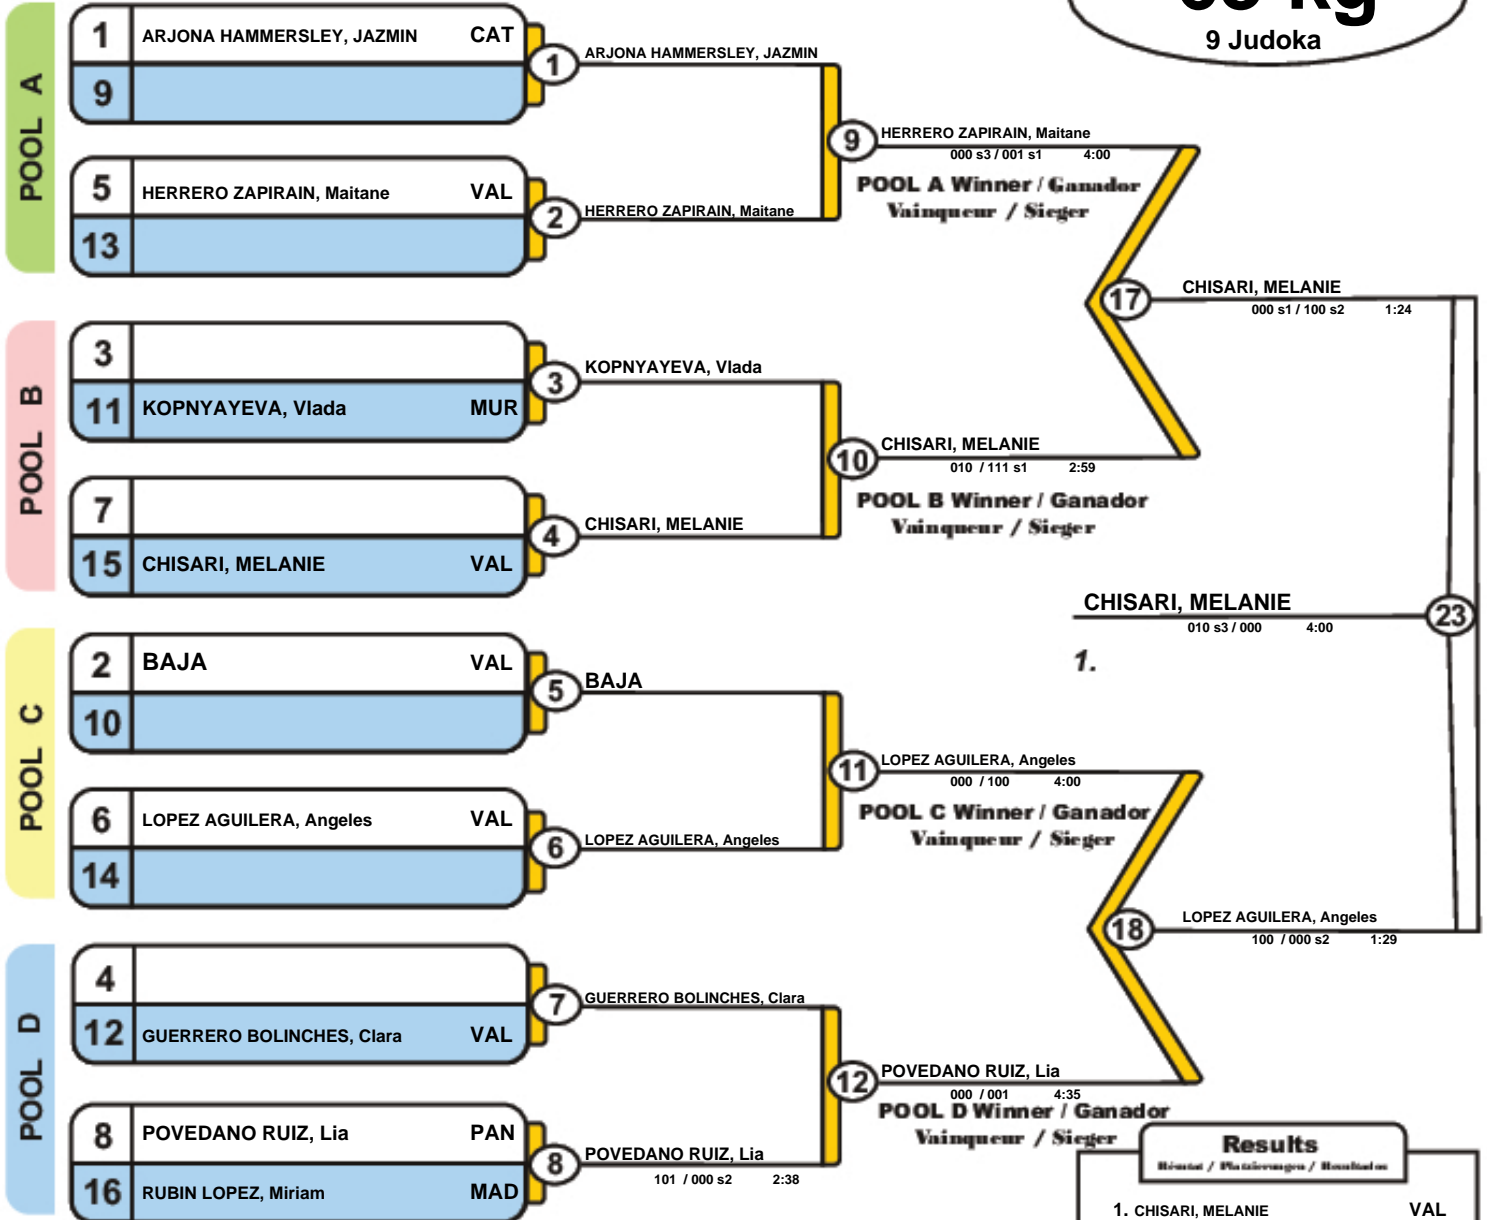 9 Judoka
POOL A
1 ARJONA HAMMERSLEY, JAZMIN CAT
9
1 ARJONA HAMMERSLEY, JAZMIN
5 HERRERO ZAPIRAIN, Maitane VAL
13
2 HERRERO ZAPIRAIN, Maitane
9 HERRERO ZAPIRAIN, Maitane
000 s3 / 001 s1 4:00
POOL A Winner / Ganador
Vainqueur / Sieger
POOL B
3
11 KOPNYAYEVA, Vlada MUR
3 KOPNYAYEVA, Vlada
7
15 CHISARI, MELANIE VAL
4 CHISARI, MELANIE
10 CHISARI, MELANIE
010 / 111 s1 2:59
POOL B Winner / Ganador
Vainqueur / Sieger
17 CHISARI, MELANIE
000 s1 / 100 s2 1:24
CHISARI, MELANIE 23
010 s3 / 000 4:00
1.
POOL C
2 BAJA VAL
10
5 BAJA
6 LOPEZ AGUILERA, Angeles VAL
14
6 LOPEZ AGUILERA, Angeles
11 LOPEZ AGUILERA, Angeles
000 / 100 4:00
POOL C Winner / Ganador
Vainqueur / Sieger
18 LOPEZ AGUILERA, Angeles
100 / 000 s2 1:29
POOL D
4
12 GUERRERO BOLINCHES, Clara VAL
7 GUERRERO BOLINCHES, Clara
8 POVEDANO RUIZ, Lia PAN
16 RUBIN LOPEZ, Miriam MAD
8 POVEDANO RUIZ, Lia
101 / 000 s2 2:38
12 POVEDANO RUIZ, Lia
000 / 001 4:35
POOL D Winner / Ganador
Vainqueur / Sieger
Results
1. CHISARI, MELANIE VAL